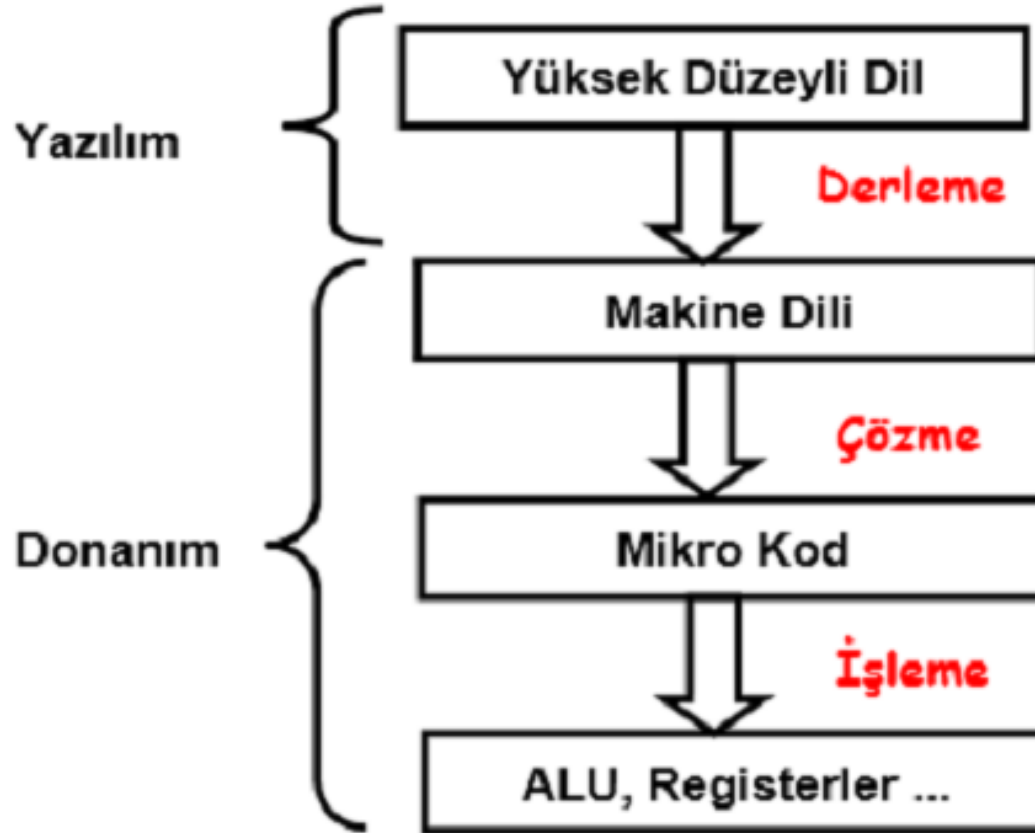 Yüksek Düzeyli Dil
Yazılım
Derleme
Makine Dili
Çözme
Mikro Kod
Donanım
İşleme
ALU, Registerler ...